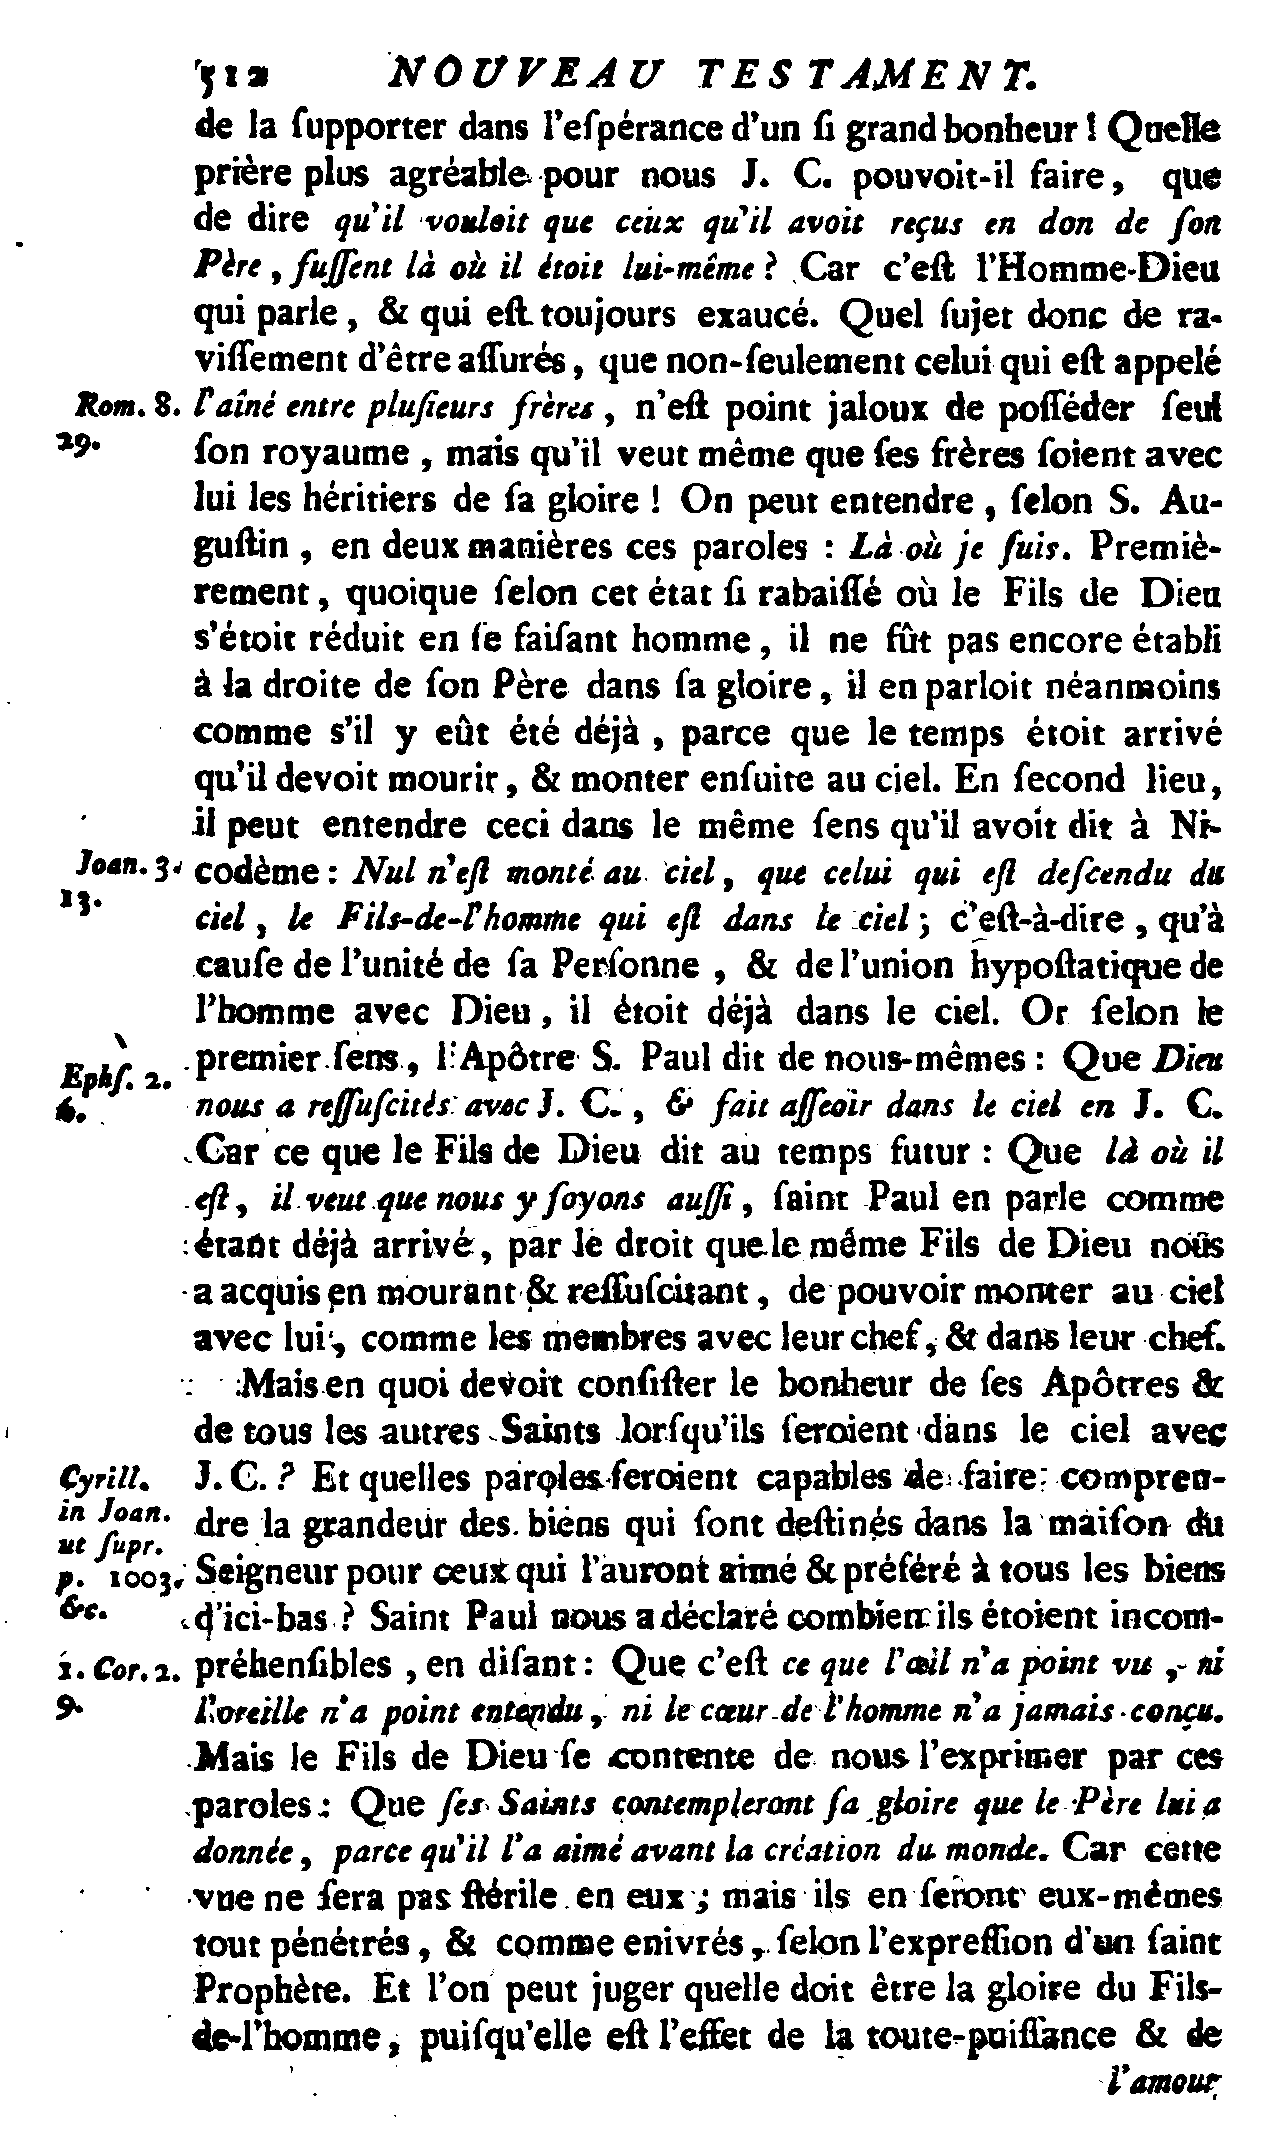 512 NOUVEAU TESTAMENT.
de la ſupporter dans l'eſpérance d'un ſi grand bonheur ! Quelle
prière plus agréable pour nous J. C. pouvoit-il faire, que
de dire qu'il vouloit que ceux qu'il avoit reçus en don de ſon
Père, fuſſent là où il étoit lui-même ? Car c'eſt l'Homme-Dieu
qui parle, & qui eſt toujours exaucé. Quel ſujet donc de ra-
viſſement d'être aſſurés, que non-ſeulement celui qui eſt appelé
Rom. 8. l'aîné entre pluſieurs frères, n'eſt point jaloux de poſſéder ſeul
29. ſon royaume, mais qu'il veut même que ſes frères ſoient avec
lui les héritiers de ſa gloire ! On peut entendre, ſelon S. Au-
guſtin, en deux manières ces paroles : Là où je ſuis. Premiè-
rement, quoique ſelon cet état ſi rabaiſſé où le Fils de Dieu
s'étoit réduit en ſe faiſant homme, il ne fût pas encore établi
à la droite de ſon Père dans ſa gloire, il en parloit néanmoins
comme s'il y eût été déjà, parce que le temps étoit arrivé
qu'il devoit mourir, & monter enſuite au ciel. En ſecond lieu,
il peut entendre ceci dans le même ſens qu'il avoit dit à Ni-
Joan. 3. codème : Nul n'eſt monté au ciel, que celui qui eſt deſcendu du
13. ciel, le Fils-de-l'homme qui eſt dans le ciel ; c'eſt-à-dire, qu'à
cauſe de l'unité de ſa Perſonne, & de l'union hypoſtatique de
l'homme avec Dieu, il étoit déjà dans le ciel. Or ſelon le
Ephſ. 2. premier ſens, l'Apôtre S. Paul dit de nous-mêmes : Que Dieu
6. nous a reſſuſcités avec J. C., & fait aſſeoir dans le ciel en J. C.
Car ce que le Fils de Dieu dit au temps futur : Que là où il
eſt, il veut que nous y ſoyons auſſi, ſaint Paul en parle comme
étant déjà arrivé, par le droit que le même Fils de Dieu nous
a acquis en mourant & reſſuſcitant, de pouvoir monter au ciel
avec lui, comme les membres avec leur chef, & dans leur chef.
Mais en quoi devoit conſiſter le bonheur de ſes Apôtres &
de tous les autres Saints lorſqu'ils ſeroient dans le ciel avec
Cyrill. J. C. ? Et quelles paroles ſeroient capables de faire compren-
in Joan. dre la grandeur des biens qui ſont deſtinés dans la maiſon du
ut ſupr.
p. 1003. Seigneur pour ceux qui l'auront aimé & préféré à tous les biens
&c. d'ici-bas ? Saint Paul nous a déclaré combien ils étoient incom-
1. Cor. 2. préhenſibles, en diſant : Que c'eſt ce que l'œil n'a point vu, ni
9. l'oreille n'a point entendu, ni le cœur de l'homme n'a jamais conçu.
Mais le Fils de Dieu ſe contente de nous l'exprimer par ces
paroles : Que ſes Saints contempleront ſa gloire que le Père lui a
donnée, parce qu'il l'a aimé avant la création du monde. Car cette
vue ne ſera pas ſtérile en eux ; mais ils en ſeront eux-mêmes
tout pénétrés, & comme enivrés, ſelon l'expreſſion d'un ſaint
Prophète. Et l'on peut juger quelle doit être la gloire du Fils-
de-l'homme, puiſqu'elle eſt l'effet de la toute-puiſſance & de
l'amour